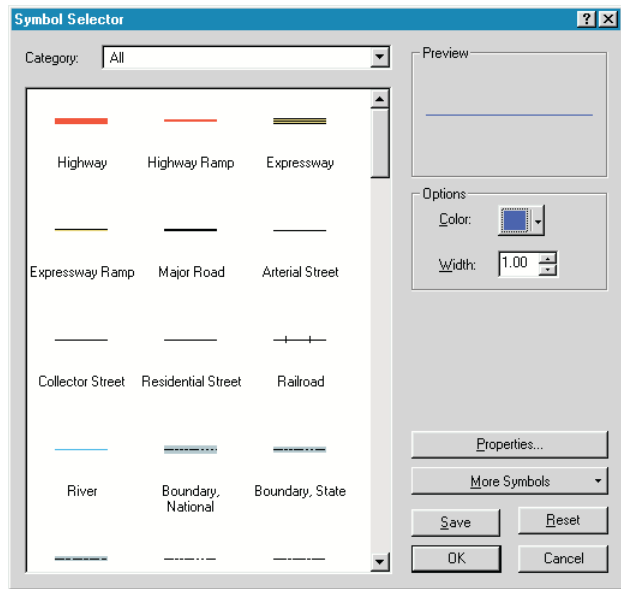 Symbol Selector
Category: All
Highway Highway Ramp Expressway
Expressway Ramp Major Road Arterial Street
Collector Street Residential Street Railroad
River Boundary, National Boundary, State
Preview
Options
Color:
Width: 1.00
Properties...
More Symbols
Save Reset
OK Cancel